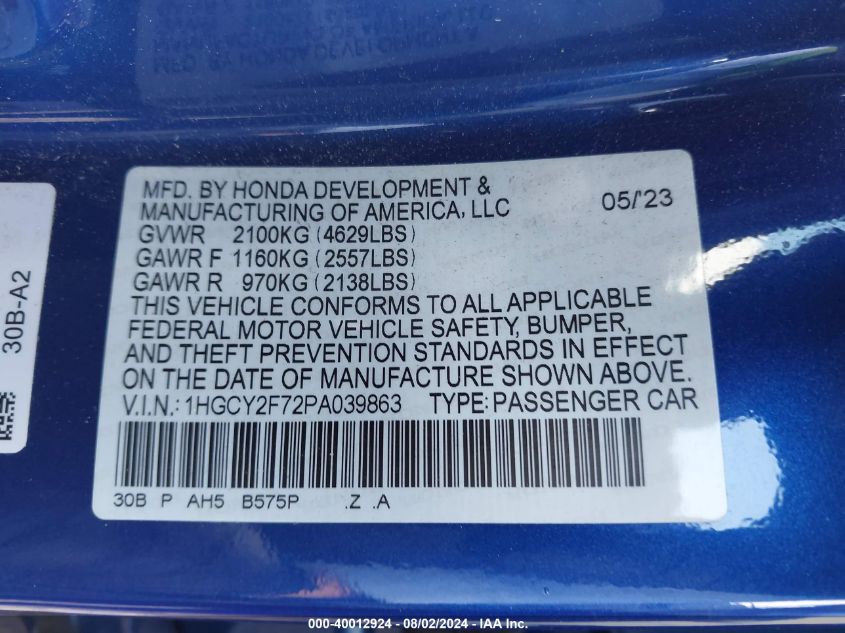 MFD. BY HONDA DEVELOPMENT &
MANUFACTURING OF AMERICA, LLC 05/'23
GVWR 2100KG (4629LBS)
GAWR F 1160KG (2557LBS)
GAWR R 970KG (2138LBS)
THIS VEHICLE CONFORMS TO ALL APPLICABLE
FEDERAL MOTOR VEHICLE SAFETY, BUMPER,
AND THEFT PREVENTION STANDARDS IN EFFECT
ON THE DATE OF MANUFACTURE SHOWN ABOVE.
V.I.N.: 1HGCY2F72PA039863 TYPE: PASSENGER CAR
30B P AH5 B575P .Z .A
30B-A2
000-40012924 - 08/02/2024 - IAA Inc.